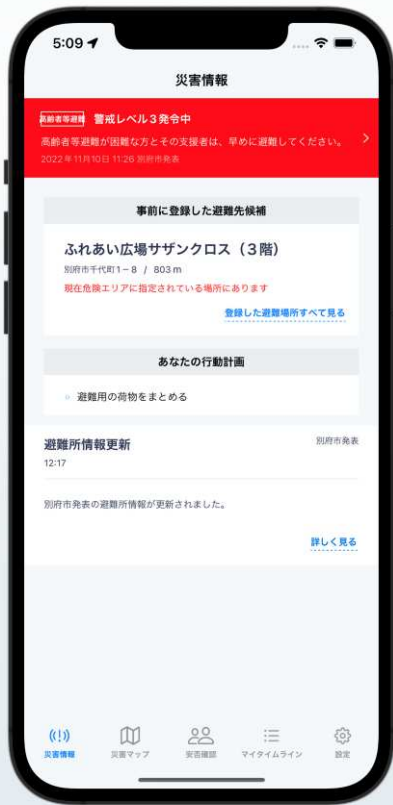 5:09
災害情報
高齢者等避難 警戒レベル3発令中
高齢者等避難が困難な方とその支援者は、早めに避難してください。
2022年11月10日 11:26 別府市発表
事前に登録した避難先候補
ふれあい広場サザンクロス（3階）
別府市千代町1−8 / 803 m
現在危険エリアに指定されている場所にあります
登録した避難場所すべて見る
あなたの行動計画
避難用の荷物をまとめる
避難所情報更新 別府市発表
12:17
別府市発表の避難所情報が更新されました。
詳しく見る
災害情報 災害マップ 安否確認 マイタイムライン 設定